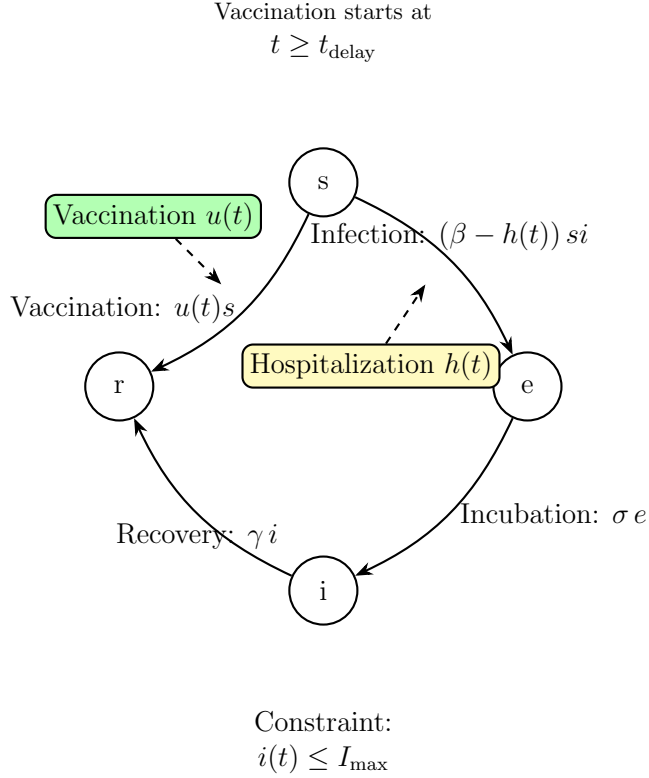 Vaccination starts at
t ≥ t_delay
s
Vaccination u(t)
Infection: (β − h(t)) si
Vaccination: u(t)s
Hospitalization h(t)
r
e
Incubation: σ e
Recovery: γ i
i
Constraint:
i(t) ≤ I_max